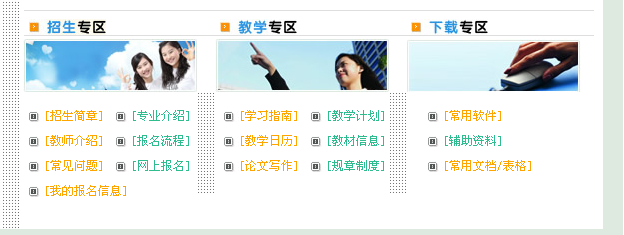 招生专区 教学专区 下载专区
[招生简章] [专业介绍] [学习指南] [教学计划] [常用软件]
[教师介绍] [报名流程] [教学日历] [教材信息] [辅助资料]
[常见问题] [网上报名] [论文写作] [规章制度] [常用文档/表格]
[我的报名信息]